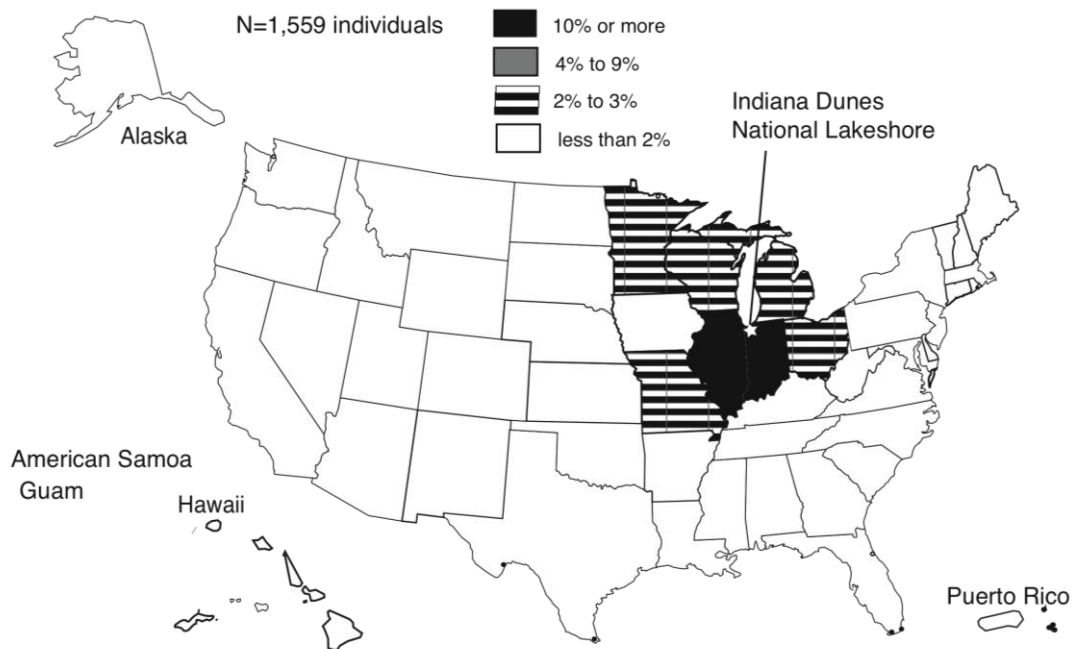 N=1,559 individuals
10% or more
4% to 9%
2% to 3%
less than 2%
Indiana Dunes
National Lakeshore
Alaska
American Samoa
Guam
Hawaii
Puerto Rico